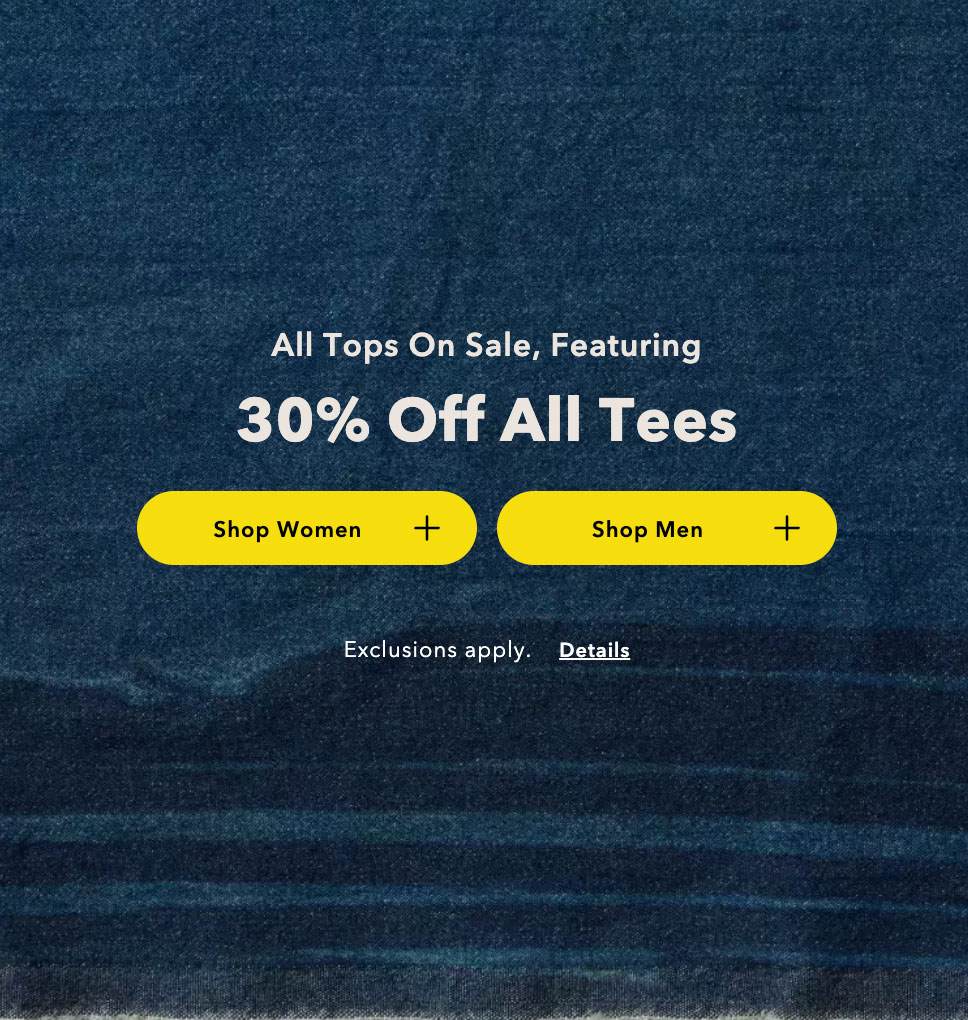 All Tops On Sale, Featuring
30% Off All Tees
Shop Women +
Shop Men +
Exclusions apply. Details